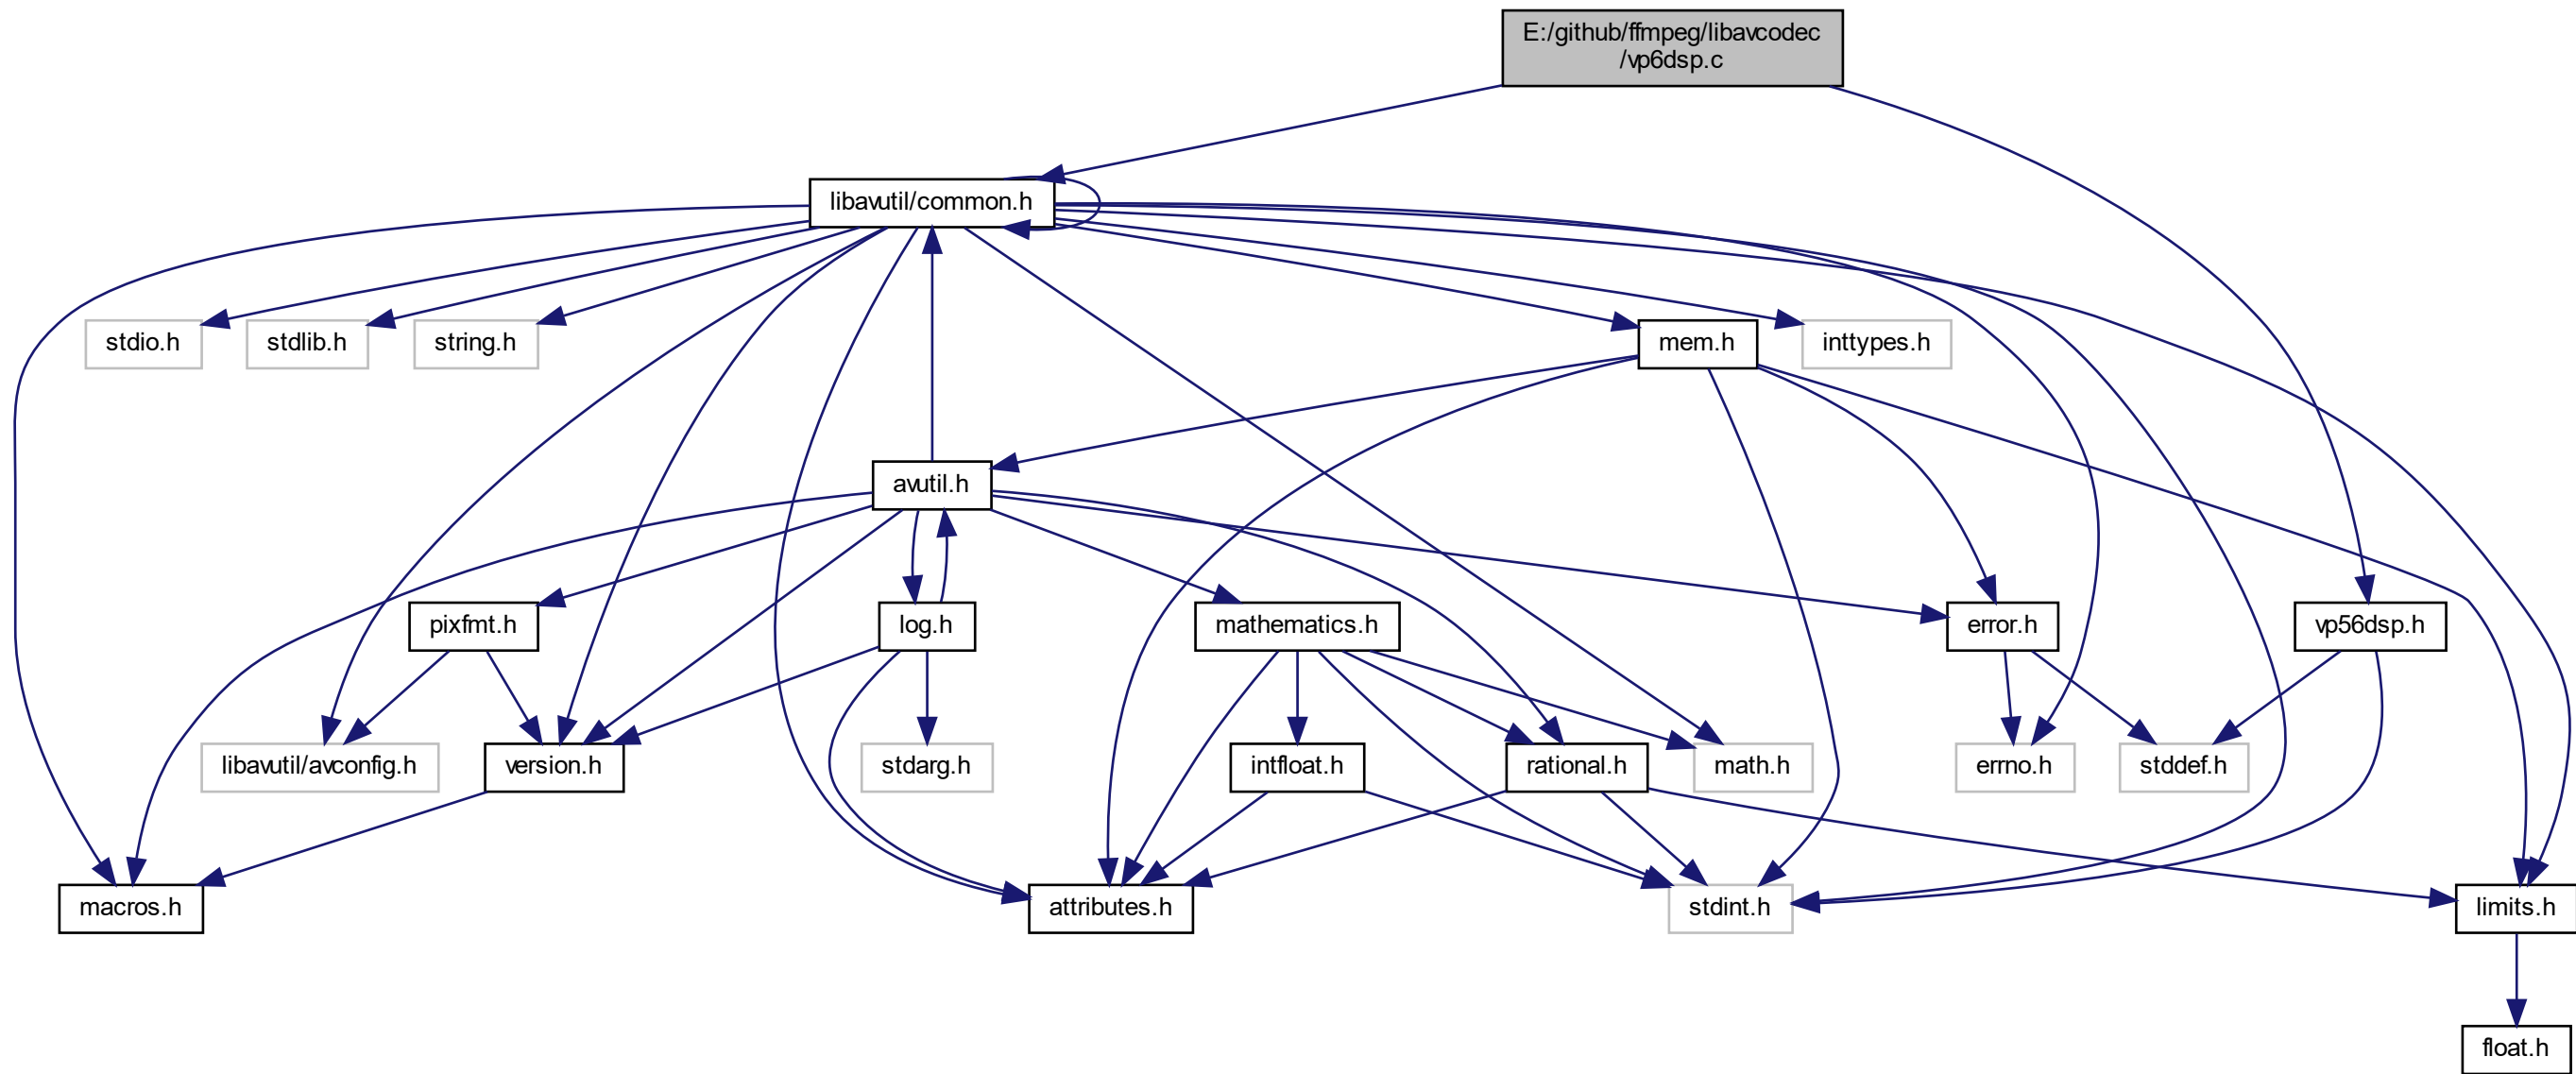 E:/github/ffmpeg/libavcodec
/vp6dsp.c
libavutil/common.h
stdio.h
stdlib.h
string.h
mem.h
inttypes.h
avutil.h
pixfmt.h
log.h
mathematics.h
error.h
vp56dsp.h
libavutil/avconfig.h
version.h
stdarg.h
intfloat.h
rational.h
math.h
errno.h
stddef.h
macros.h
attributes.h
stdint.h
limits.h
float.h